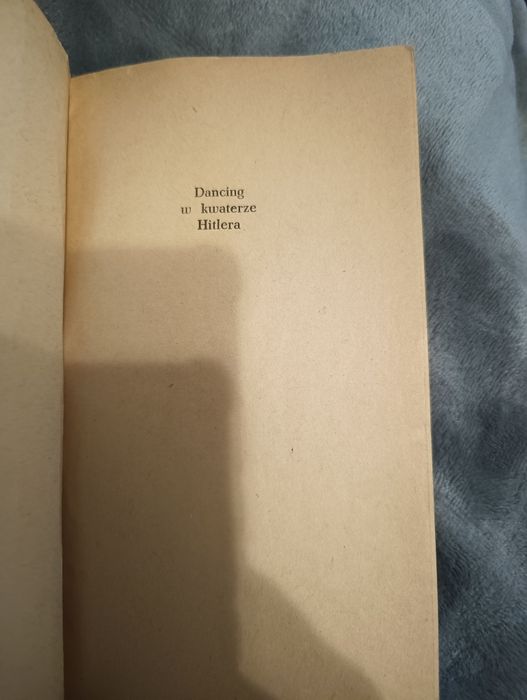 Dancing
w kwaterze
Hitlera